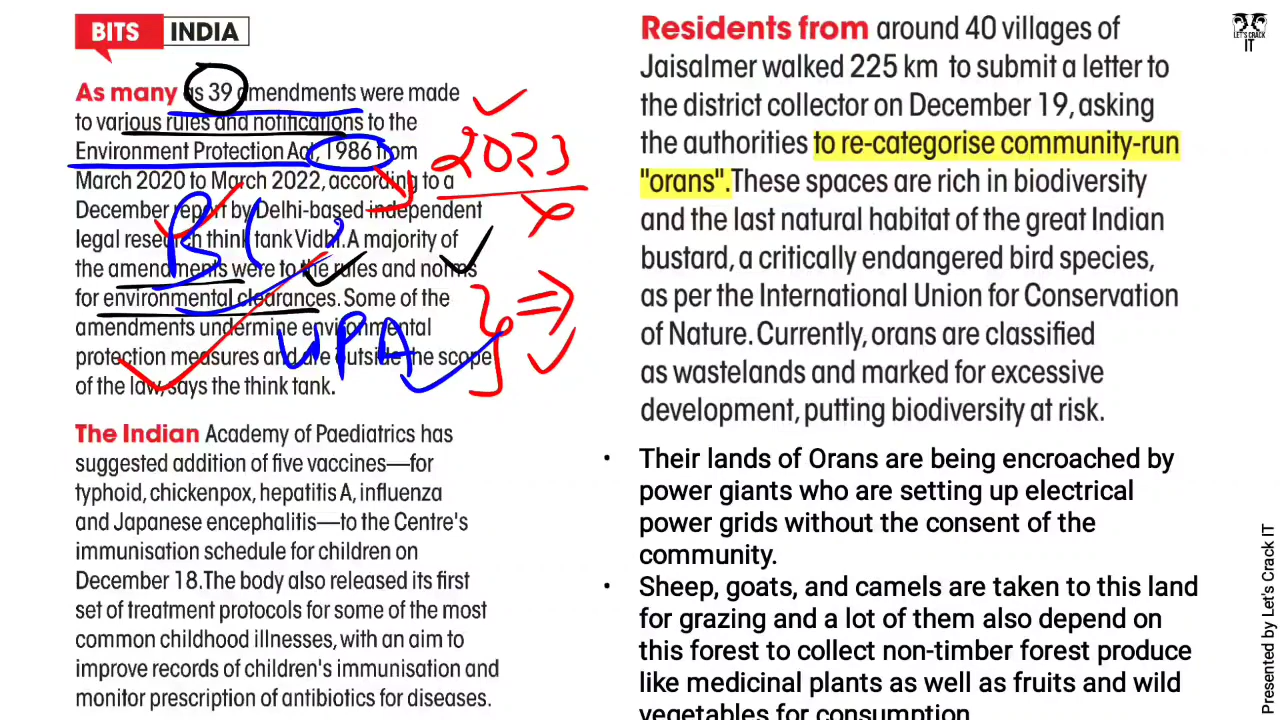 BITS INDIA
As many as 39 amendments were made
to various rules and notifications to the
Environment Protection Act, 1986 from
March 2020 to March 2022, according to a
December report by Delhi-based independent
legal research think tank Vidhi. A majority of
the amendments were to the rules and norms
for environmental clearances. Some of the
amendments undermine environmental
protection measures and are outside the scope
of the law, says the think tank.
2023
UPA
The Indian Academy of Paediatrics has
suggested addition of five vaccines—for
typhoid, chickenpox, hepatitis A, influenza
and Japanese encephalitis—to the Centre's
immunisation schedule for children on
December 18. The body also released its first
set of treatment protocols for some of the most
common childhood illnesses, with an aim to
improve records of children's immunisation and
monitor prescription of antibiotics for diseases.
Residents from around 40 villages of
Jaisalmer walked 225 km to submit a letter to
the district collector on December 19, asking
the authorities to re-categorise community-run
"orans". These spaces are rich in biodiversity
and the last natural habitat of the great Indian
bustard, a critically endangered bird species,
as per the International Union for Conservation
of Nature. Currently, orans are classified
as wastelands and marked for excessive
development, putting biodiversity at risk.
• Their lands of Orans are being encroached by
power giants who are setting up electrical
power grids without the consent of the
community.
• Sheep, goats, and camels are taken to this land
for grazing and a lot of them also depend on
this forest to collect non-timber forest produce
like medicinal plants as well as fruits and wild
vegetables for consumption
LET'S CRACK
IT
Presented by Let's Crack IT